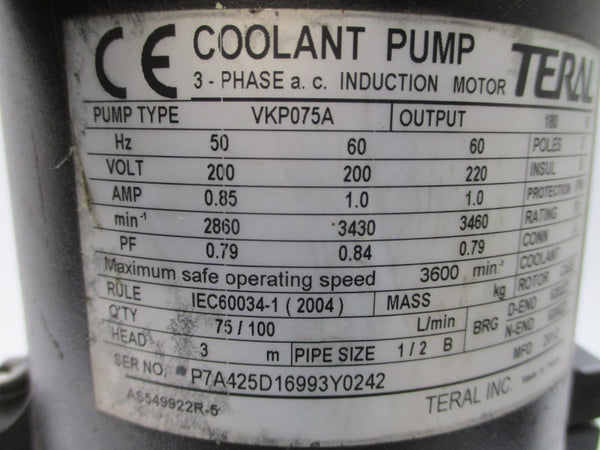 CE COOLANT PUMP TERAL
3 - PHASE a. c. INDUCTION MOTOR
PUMP TYPE VKP075A OUTPUT 180
Hz 50 60 60 POLES
VOLT 200 200 220 INSUL
AMP 0.85 1.0 1.0 PROTECTION
min-1 2860 3430 3460 RATING
PF 0.79 0.84 0.79 CONN
Maximum safe operating speed 3600 min-1 COOLANT
RULE IEC60034-1 ( 2004 ) MASS kg ROTOR
Q'TY 75 / 100 L/min BRG D-END
HEAD 3 m PIPE SIZE 1 / 2 B N-END
SER NO. P7A425D16993Y0242 MFD
AS549922R-5 TERAL INC.